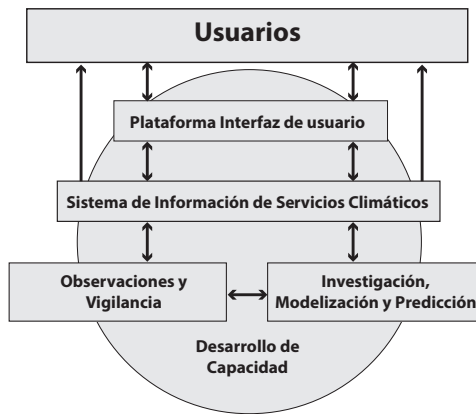 Usuarios
Plataforma Interfaz de usuario
Sistema de Información de Servicios Climáticos
Observaciones y
Vigilancia
Investigación,
Modelización y Predicción
Desarrollo de
Capacidad